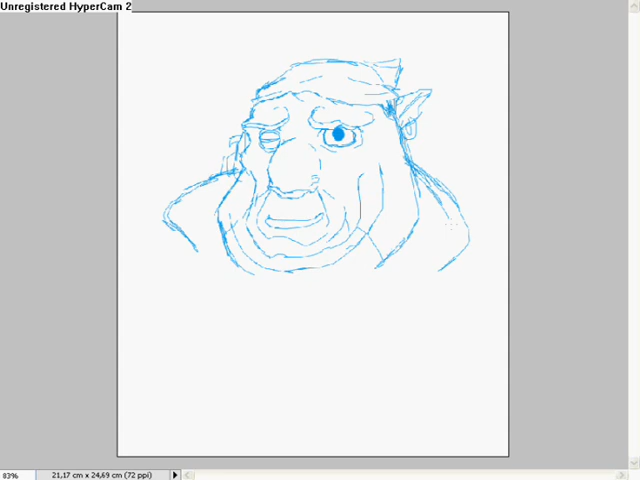 Unregistered HyperCam 2
83%
21,17 cm x 24,69 cm (72 ppi)